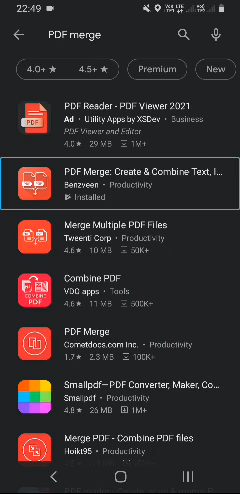 22:49
PDF merge
4.0+ ★
4.5+ ★
Premium
New
PDF Reader - PDF Viewer 2021
Ad • Utility Apps by XSDev • Business
PDF Viewer and Editor
4.0 ★ 29 MB 1M+
PDF Merge: Create & Combine Text, I...
Benzveen • Productivity
Installed
Merge Multiple PDF Files
Tweenti Corp • Productivity
4.6 ★ 10 MB 50K+
Combine PDF
VDO apps • Tools
4.6 ★ 11 MB 500K+
PDF Merge
Cometdocs.com Inc. • Productivity
1.7 ★ 2.3 MB 100K+
Smallpdf—PDF Converter, Maker, Co...
Smallpdf • Productivity
4.8 ★ 26 MB 1M+
Merge PDF - Combine PDF files
Hoikt95 • Productivity